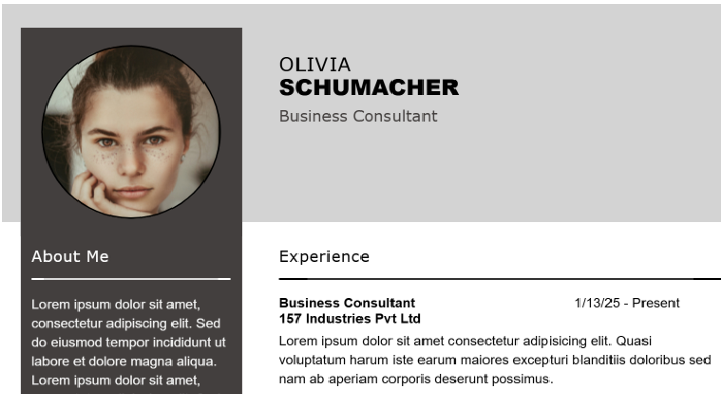 OLIVIA
SCHUMACHER
Business Consultant
About Me
Lorem ipsum dolor sit amet,
consectetur adipiscing elit. Sed
do eiusmod tempor incididunt ut
labore et dolore magna aliqua.
Lorem ipsum dolor sit amet,
Experience
Business Consultant
1/13/25 - Present
157 Industries Pvt Ltd
Lorem ipsum dolor sit amet consectetur adipisicing elit. Quasi
voluptatum harum iste earum maiores excepturi blanditiis doloribus sed
nam ab aperiam corporis deserunt possimus.